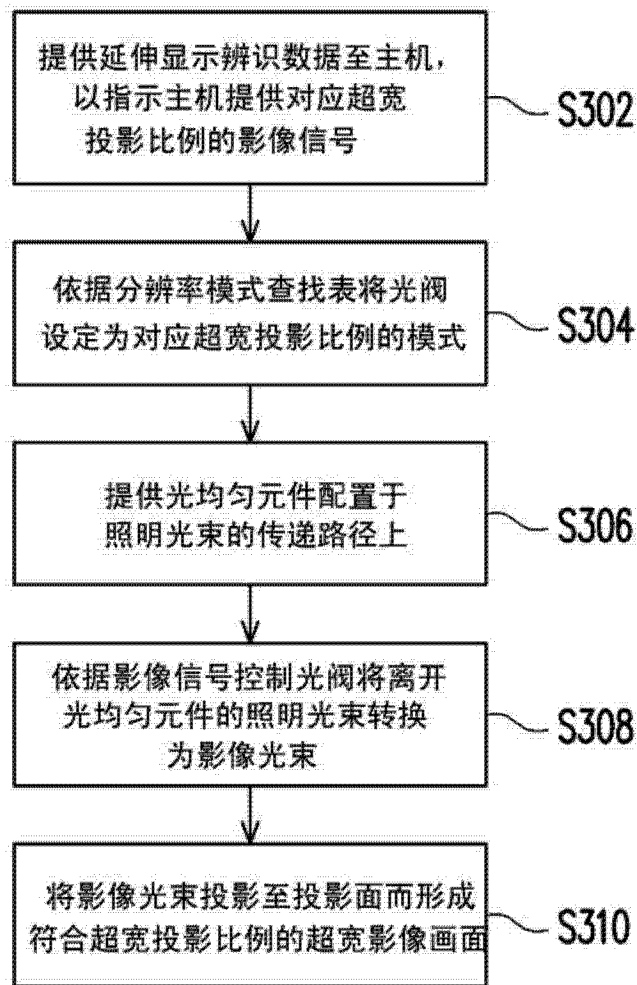 提供延伸显示辨识数据至主机，
以指示主机提供对应超宽
投影比例的影像信号
S302
依据分辨率模式查找表将光阀
设定为对应超宽投影比例的模式
S304
提供光均匀元件配置于
照明光束的传递路径上
S306
依据影像信号控制光阀将离开
光均匀元件的照明光束转换
为影像光束
S308
将影像光束投影至投影面而形成
符合超宽投影比例的超宽影像画面
S310